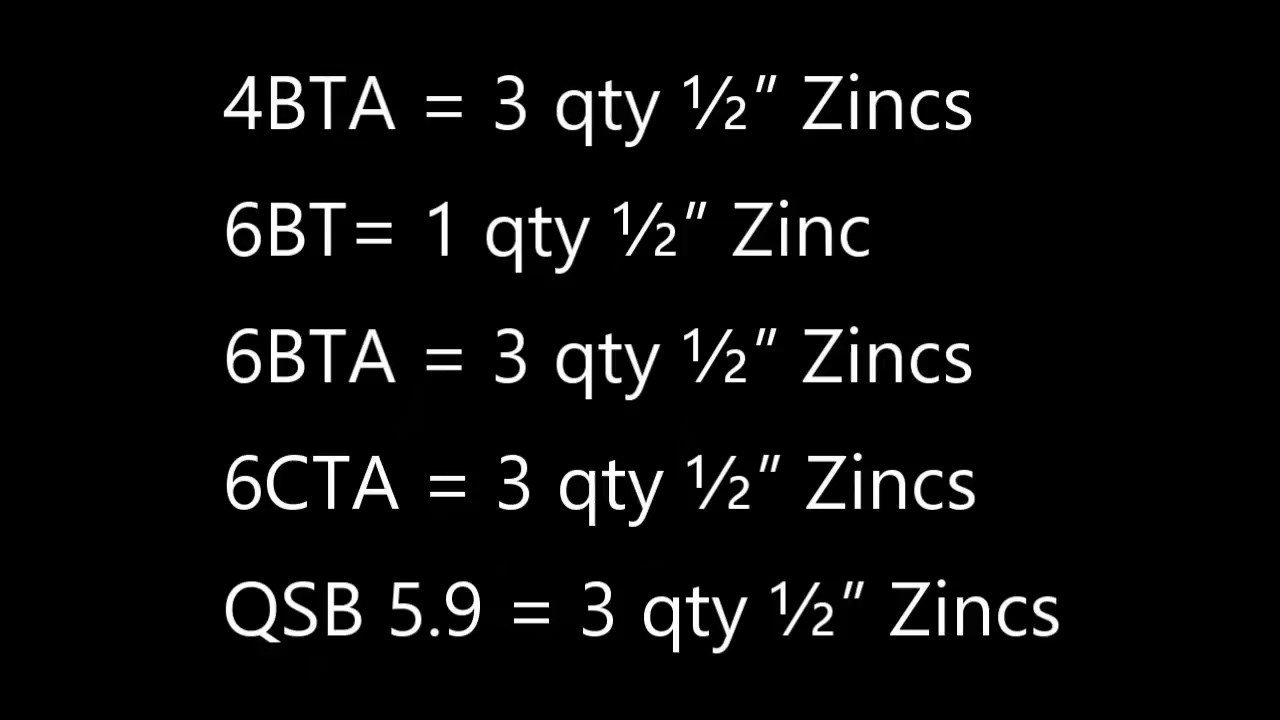 4BTA = 3 qty ½” Zincs
6BT= 1 qty ½” Zinc
6BTA = 3 qty ½” Zincs
6CTA = 3 qty ½” Zincs
QSB 5.9 = 3 qty ½” Zincs